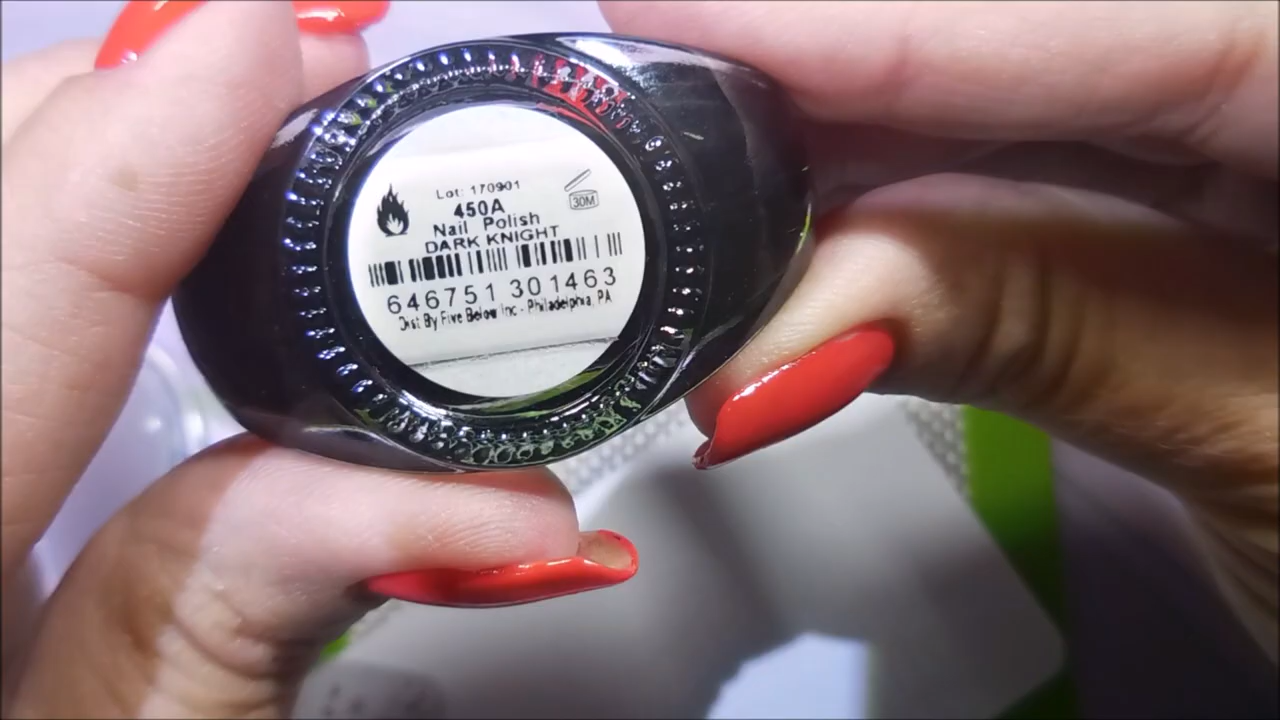 Lot: 170901
450A
30M
Nail Polish
DARK KNIGHT
646751 301463
Dist By Five Below Inc - Philadelphia, PA